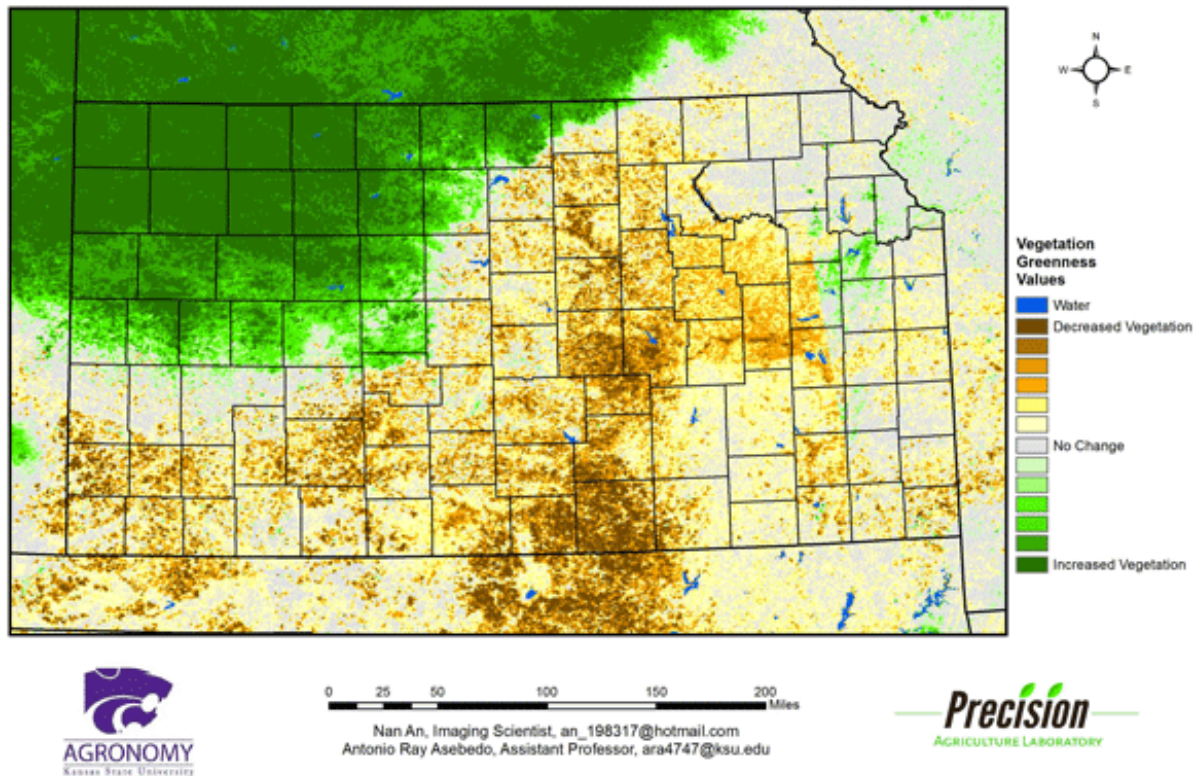 N
W
E
S
Vegetation
Greenness
Values
Water
Decreased Vegetation
No Change
Increased Vegetation
0 25 50 100 150 200
Miles
Nan An, Imaging Scientist, an_198317@hotmail.com
Antonio Ray Asebedo, Assistant Professor, ara4747@ksu.edu
AGRONOMY
Kansas State University
Precision
AGRICULTURE LABORATORY